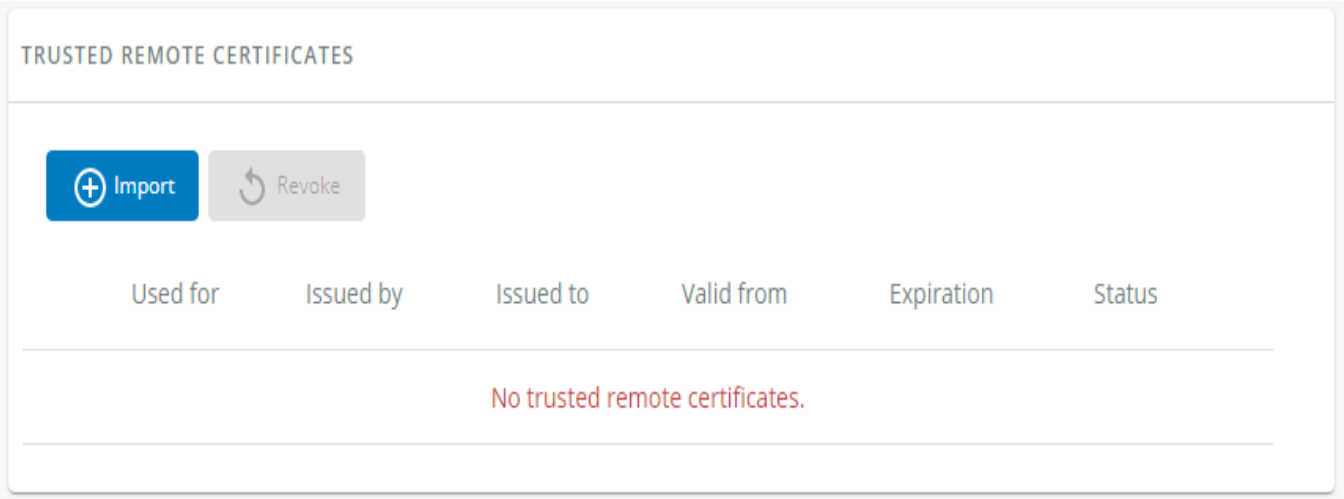 TRUSTED REMOTE CERTIFICATES
Import Revoke
Used for Issued by Issued to Valid from Expiration Status
No trusted remote certificates.